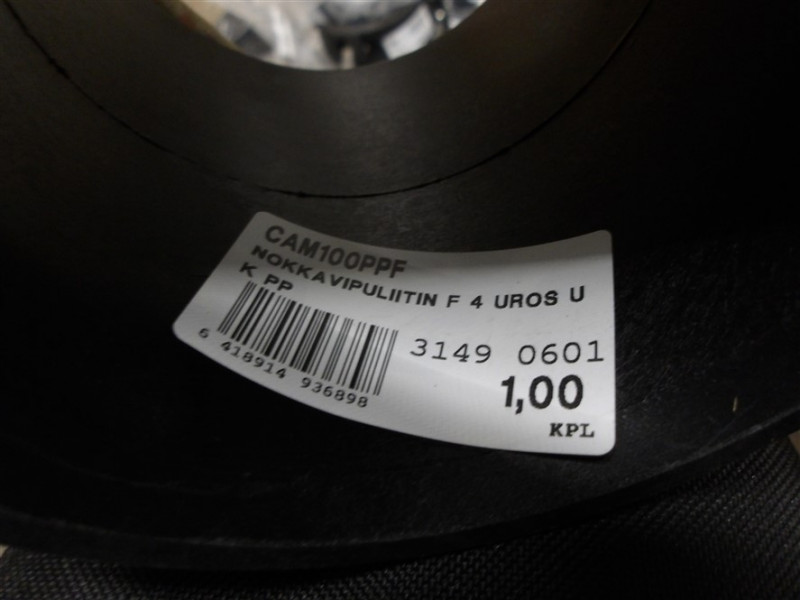 CAM100PPF
NOKKAVIPULIITIN F 4 UROS U
K PP
3149 0601
6 418914 936898
1,00
KPL